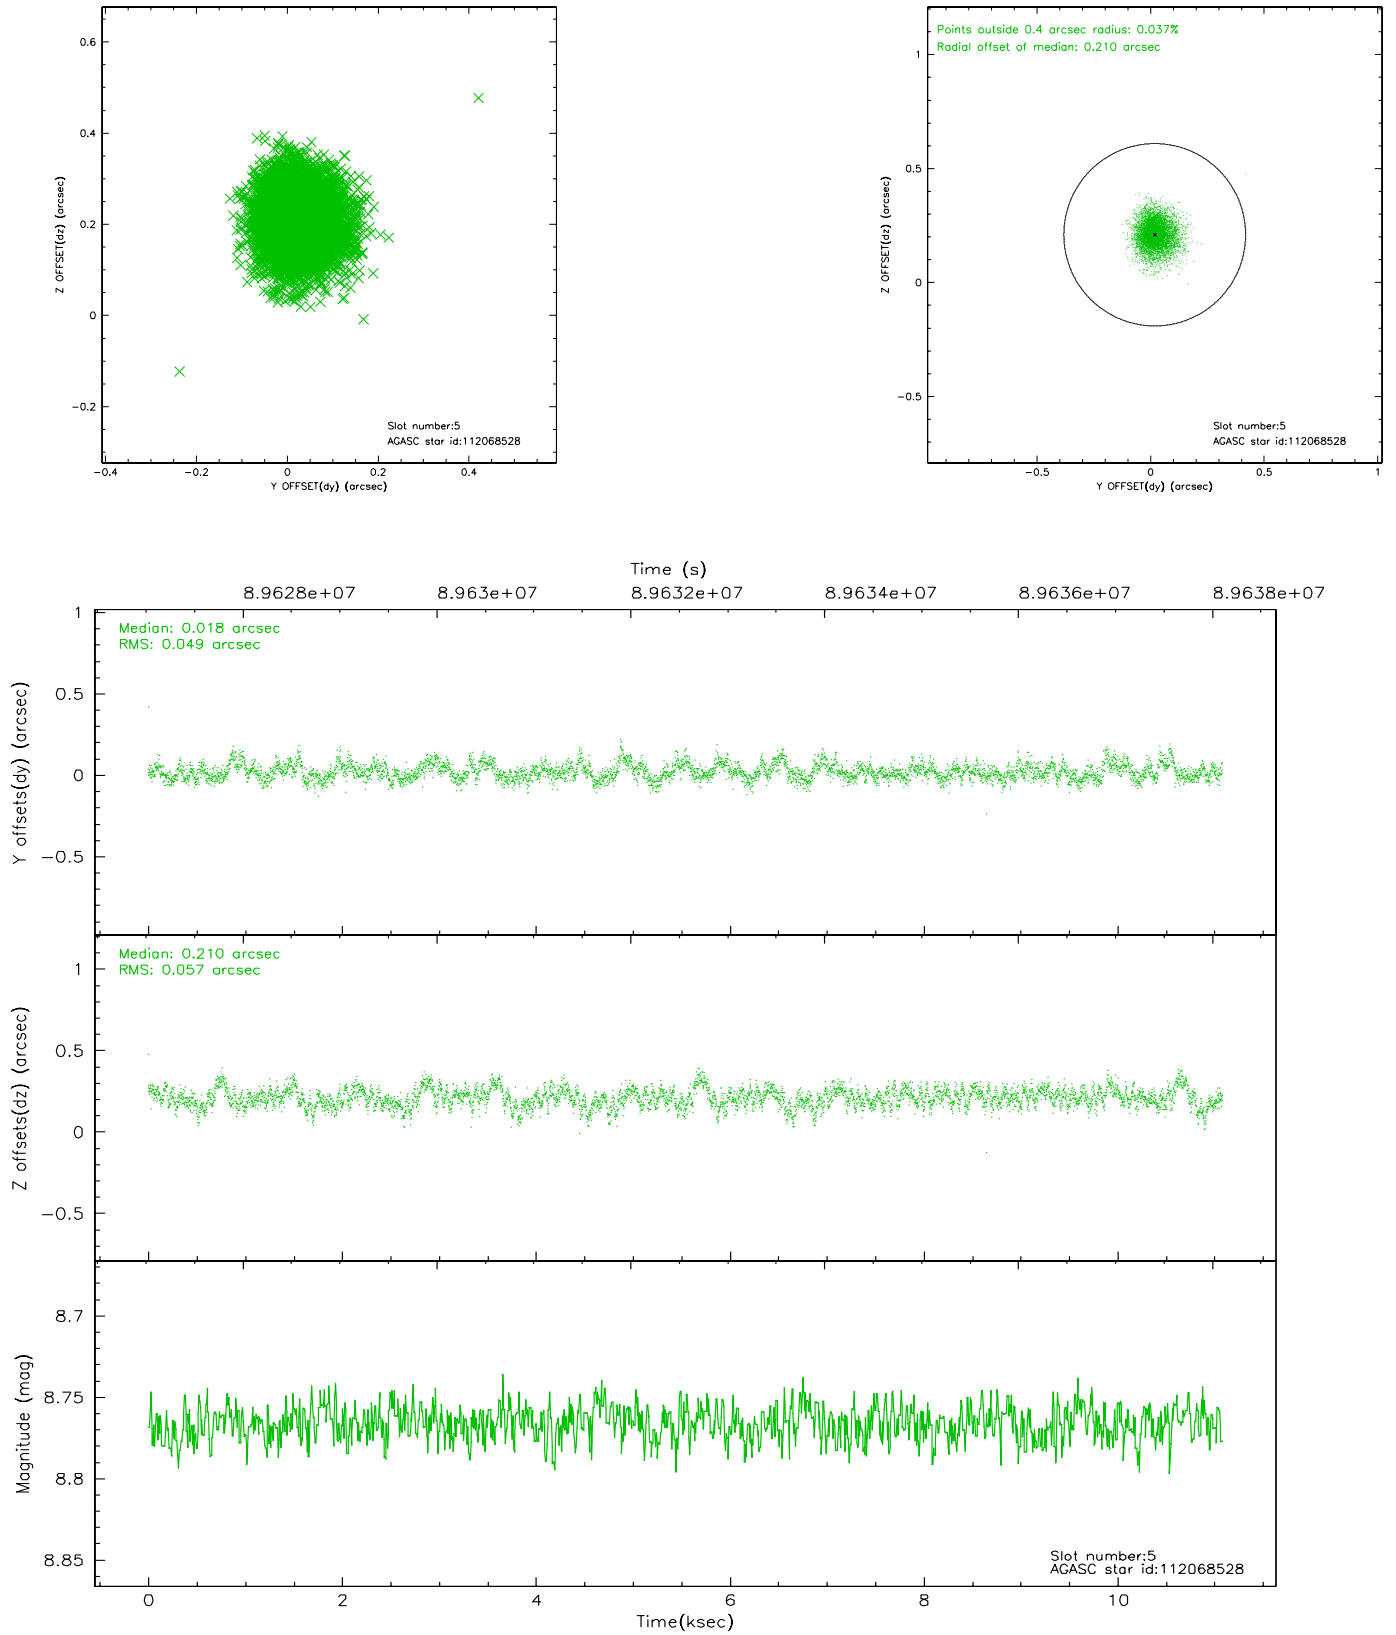 0.6
0.4
0.2
0
−0.2
Z OFFSET(dz) (arcsec)
Slot number:5
AGASC star id:112068528
−0.4
−0.2
0
0.2
0.4
Y OFFSET(dy) (arcsec)
Points outside 0.4 arcsec radius: 0.037%
Radial offset of median: 0.210 arcsec
1
0.5
0
−0.5
Z OFFSET(dz) (arcsec)
Slot number:5
AGASC star id:112068528
−0.5
0
0.5
1
Y OFFSET(dy) (arcsec)
Time (s)
8.9628e+07
8.963e+07
8.9632e+07
8.9634e+07
8.9636e+07
8.9638e+07
Median: 0.018 arcsec
RMS: 0.049 arcsec
1
0.5
0
−0.5
Y offsets(dy) (arcsec)
Median: 0.210 arcsec
RMS: 0.057 arcsec
1
0.5
0
−0.5
Z offsets(dz) (arcsec)
8.7
8.75
8.8
8.85
Magnitude (mag)
Slot number:5
AGASC star id:112068528
0
2
4
6
8
10
Time(ksec)